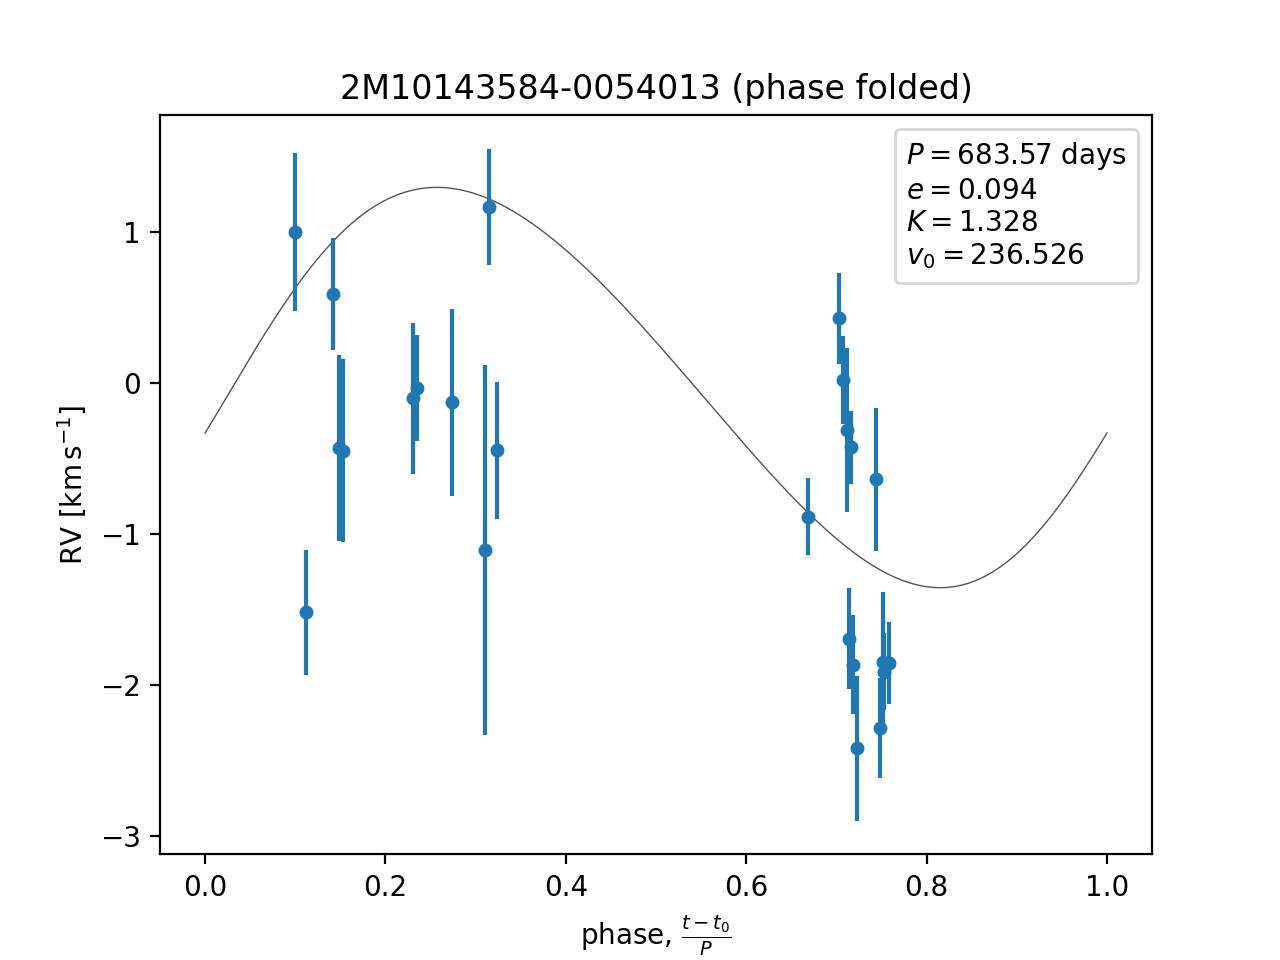 2M10143584-0054013 (phase folded)
P = 683.57 days
e = 0.094
K = 1.328
v₀ = 236.526
RV [km s⁻¹]
1
0
−1
−2
−3
0.0 0.2 0.4 0.6 0.8 1.0
phase, (t − t₀)/P